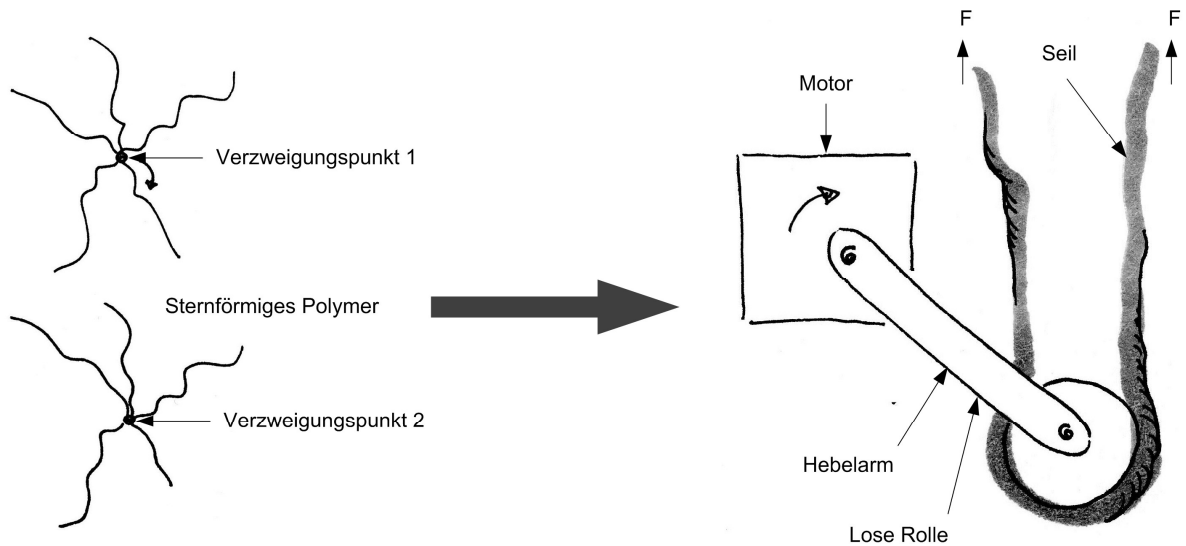 Verzweigungspunkt 1
Sternförmiges Polymer
Verzweigungspunkt 2
F
F
Seil
Motor
Hebelarm
Lose Rolle